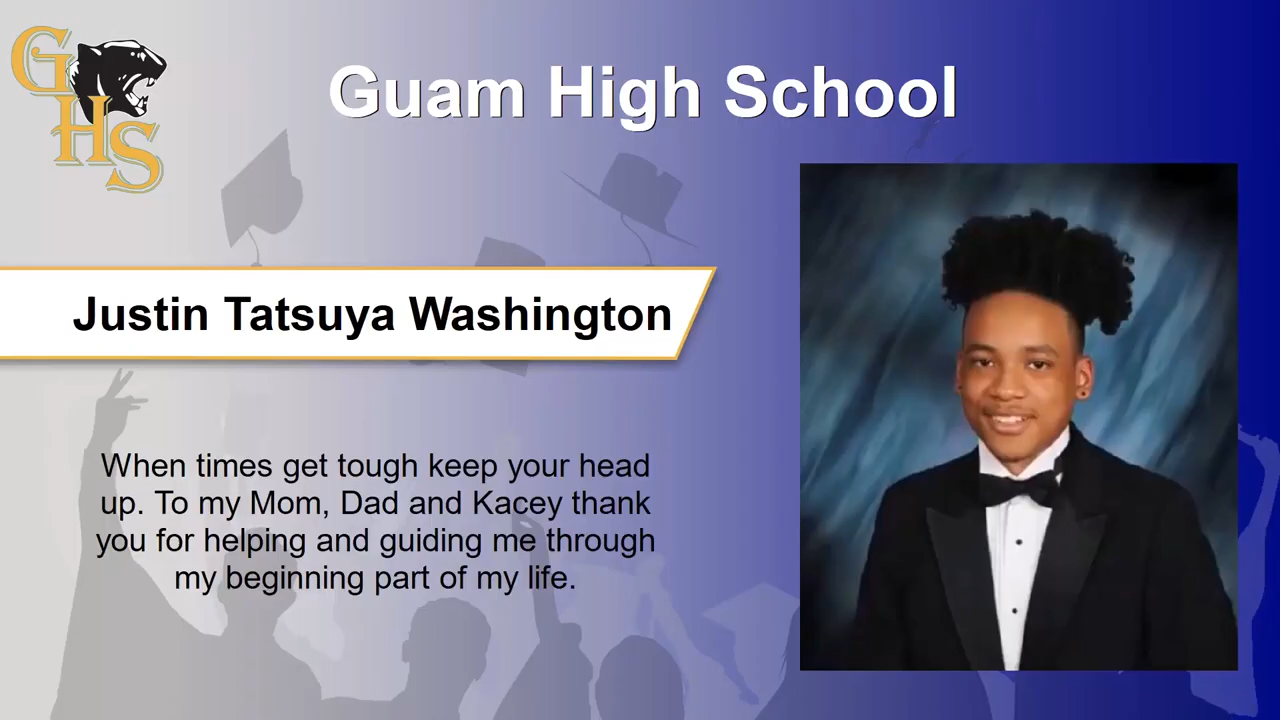 GHS
Guam High School
Justin Tatsuya Washington
When times get tough keep your head
up. To my Mom, Dad and Kacey thank
you for helping and guiding me through
my beginning part of my life.